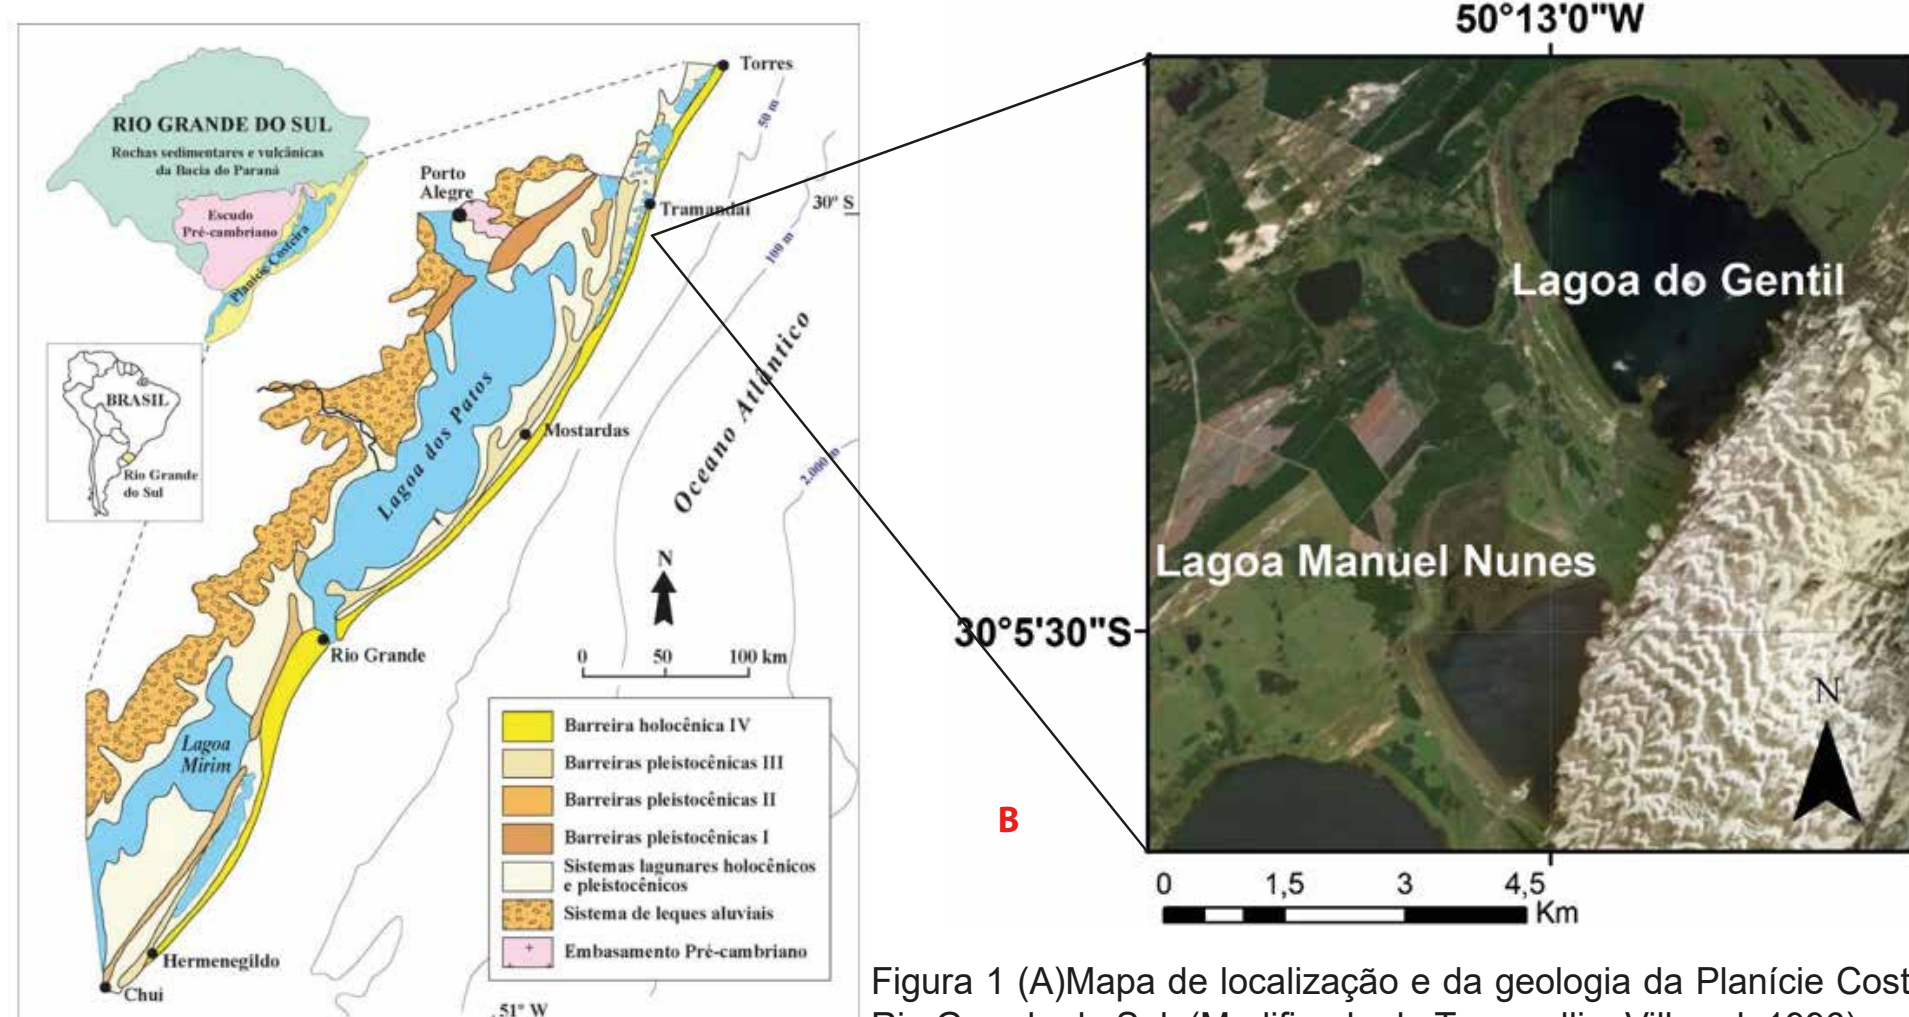 RIO GRANDE DO SUL
Rochas sedimentares e vulcânicas
da Bacia do Paraná
Escudo
Pré-cambriano
Planície Costeira
BRASIL
Rio Grande
do Sul
Torres
50 m
Porto
Alegre
Tramandaí
30° S
100 m
Oceano Atlântico
Lagoa dos Patos
Mostardas
2.000 m
N
0 50 100 km
Rio Grande
Lagoa
Mirim
Hermenegildo
Chuí
51° W
Barreira holocênica IV
Barreiras pleistocênicas III
Barreiras pleistocênicas II
Barreiras pleistocênicas I
Sistemas lagunares holocênicos
e pleistocênicos
Sistema de leques aluviais
+ Embasamento Pré-cambriano
50°13'0"W
Lagoa do Gentil
Lagoa Manuel Nunes
30°5'30"S
N
B
0 1,5 3 4,5
Km
Figura 1 (A)Mapa de localização e da geologia da Planície Cost